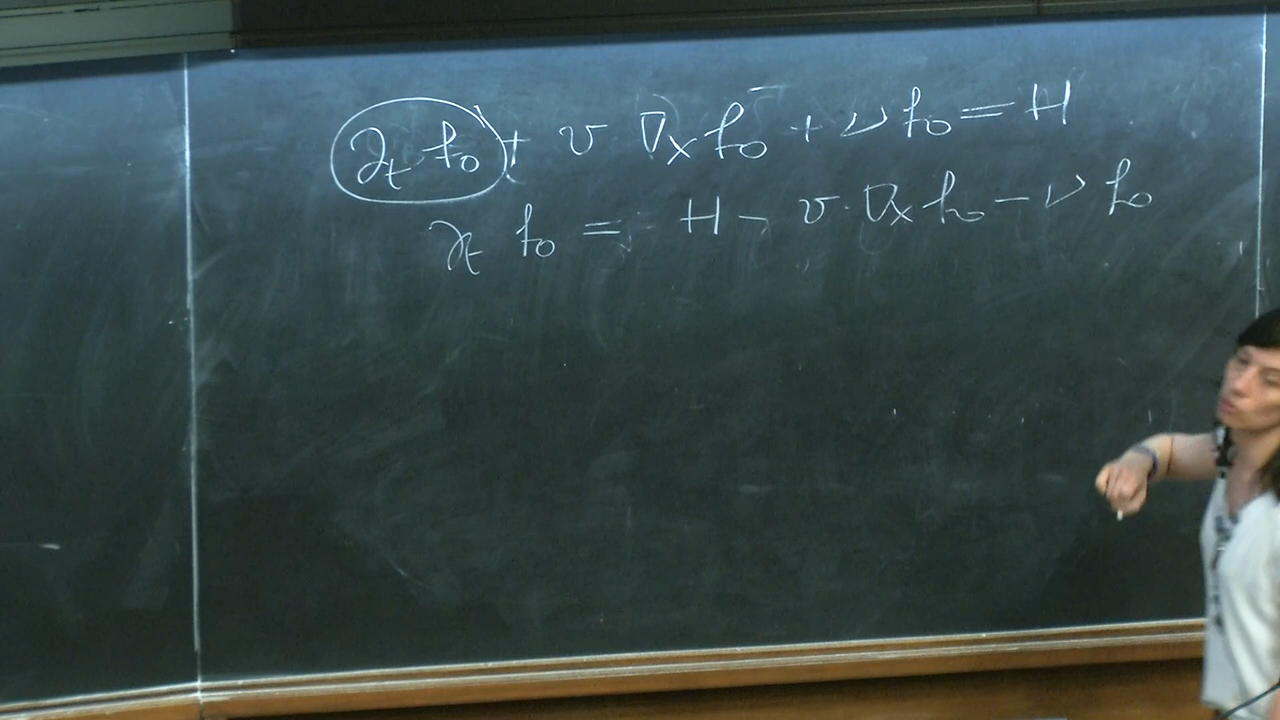 ∂t f₀ + v ∇ₓ f₀ + ν f₀ = H
∂t f₀ = H − v · ∇ₓ f₀ − ν f₀